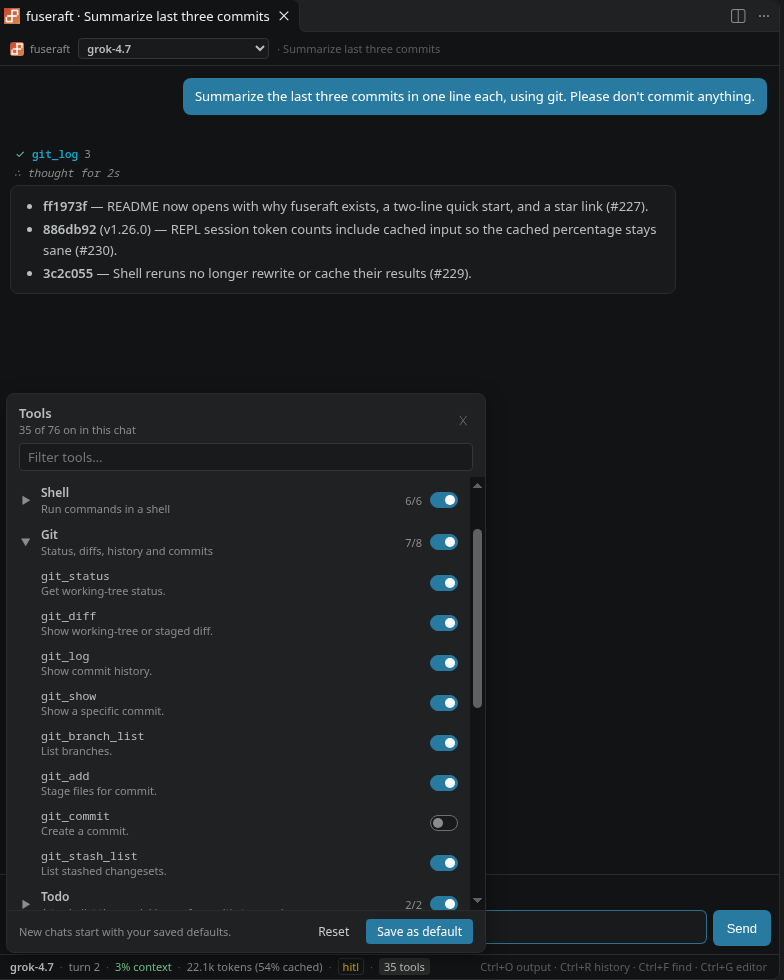 fuseraft · Summarize last three commits
fuseraft grok-4.7 · Summarize last three commits
Summarize the last three commits in one line each, using git. Please don't commit anything.
✓ git_log 3
∴ thought for 2s
• ff1973f — README now opens with why fuseraft exists, a two-line quick start, and a star link (#227).
• 886db92 (v1.26.0) — REPL session token counts include cached input so the cached percentage stays
sane (#230).
• 3c2c055 — Shell reruns no longer rewrite or cache their results (#229).
Tools
35 of 76 on in this chat
X
Filter tools...
Shell
Run commands in a shell
6/6
Git
Status, diffs, history and commits
7/8
git_status
Get working-tree status.
git_diff
Show working-tree or staged diff.
git_log
Show commit history.
git_show
Show a specific commit.
git_branch_list
List branches.
git_add
Stage files for commit.
git_commit
Create a commit.
git_stash_list
List stashed changesets.
Todo
2/2
New chats start with your saved defaults. Reset Save as default
Send
grok-4.7 · turn 2 · 3% context · 22.1k tokens (54% cached) · hitl · 35 tools Ctrl+O output · Ctrl+R history · Ctrl+F find · Ctrl+G editor